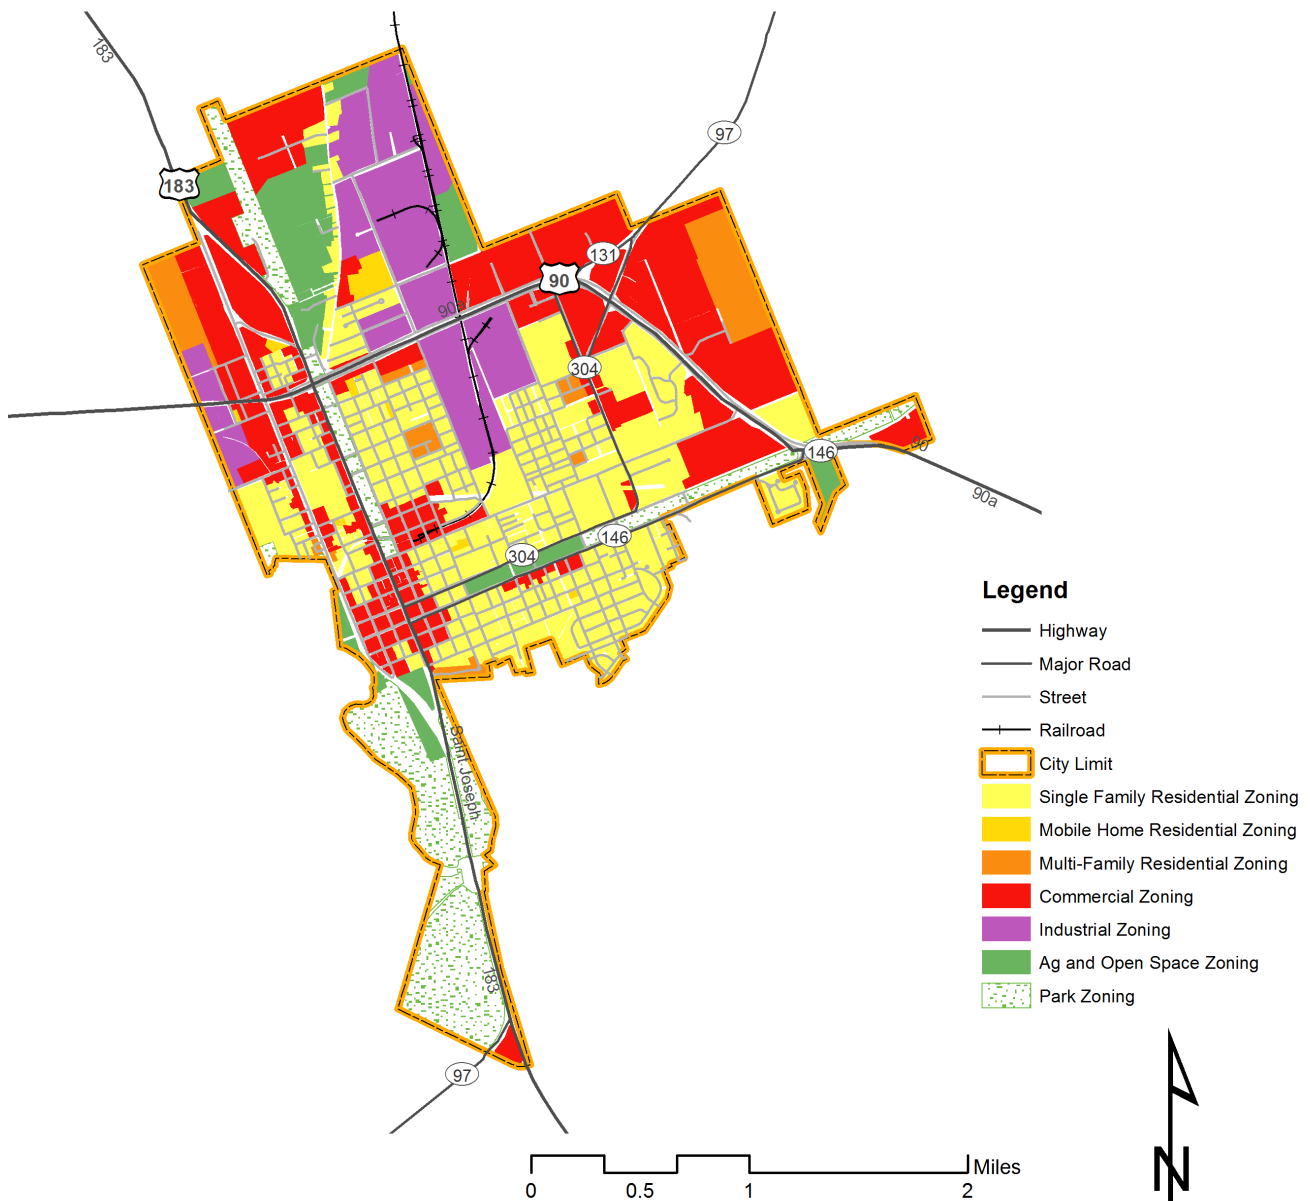 183
97
183
131
90
90a
304
146
90
90a
304
146
Saint Joseph
183
97
Legend
Highway
Major Road
Street
Railroad
City Limit
Single Family Residential Zoning
Mobile Home Residential Zoning
Multi-Family Residential Zoning
Commercial Zoning
Industrial Zoning
Ag and Open Space Zoning
Park Zoning
Miles
0 0.5 1 2
N